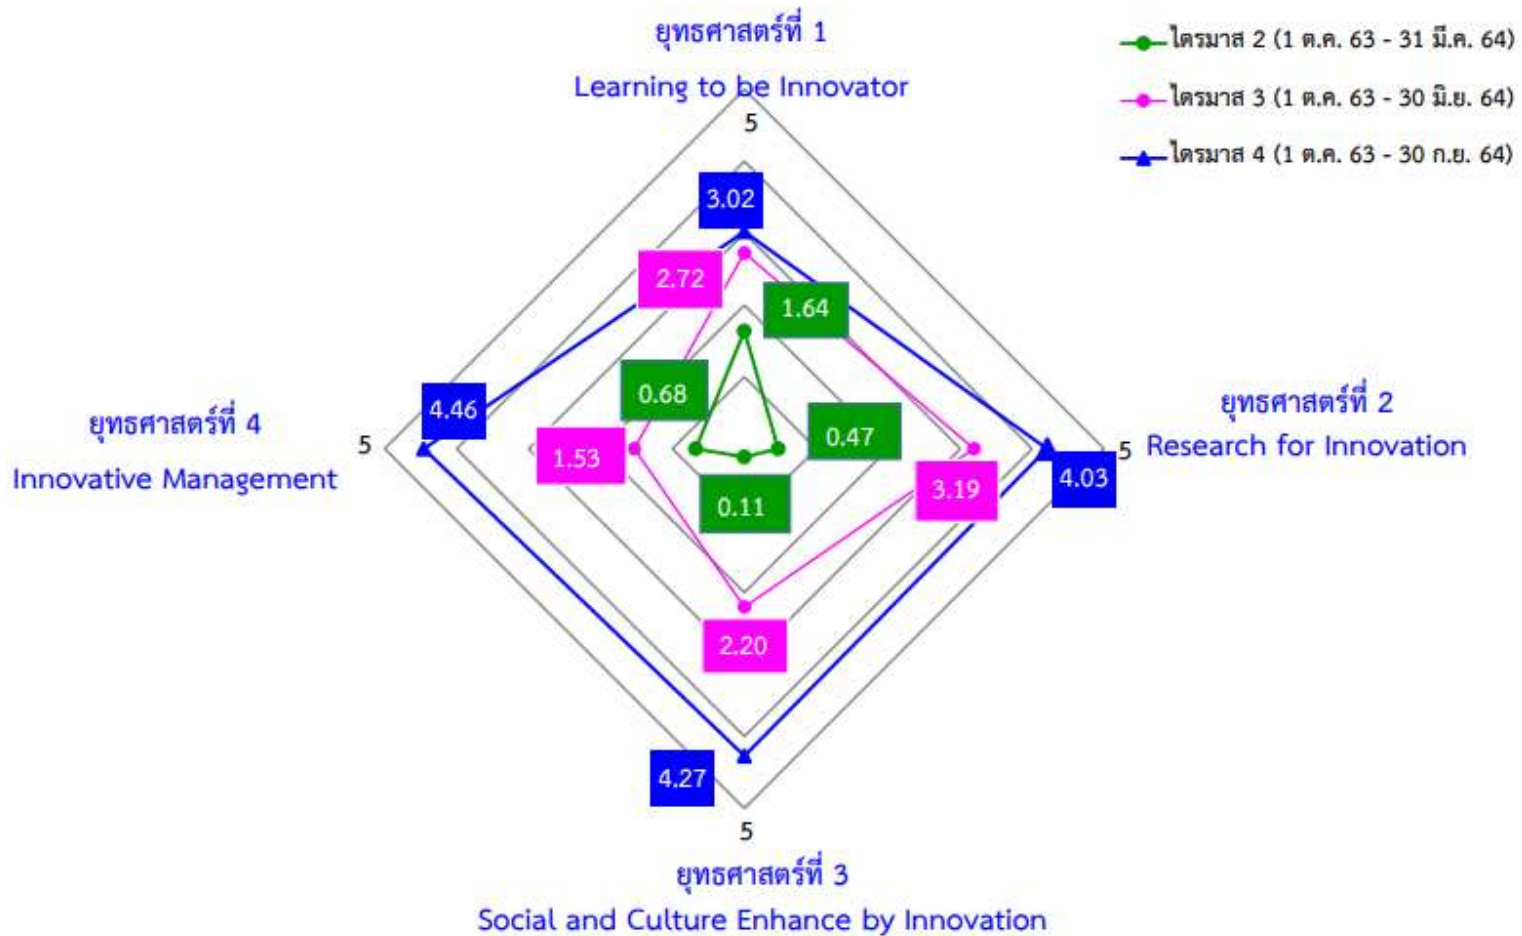 ยุทธศาสตร์ที่ 1
Learning to be Innovator
ไตรมาส 2 (1 ต.ค. 63 - 31 มี.ค. 64)
ไตรมาส 3 (1 ต.ค. 63 - 30 มิ.ย. 64)
ไตรมาส 4 (1 ต.ค. 63 - 30 ก.ย. 64)
5
3.02
2.72
1.64
0.68
0.47
4.46
1.53
0.11
3.19
4.03
ยุทธศาสตร์ที่ 4
Innovative Management
5
5
ยุทธศาสตร์ที่ 2
Research for Innovation
2.20
4.27
5
ยุทธศาสตร์ที่ 3
Social and Culture Enhance by Innovation